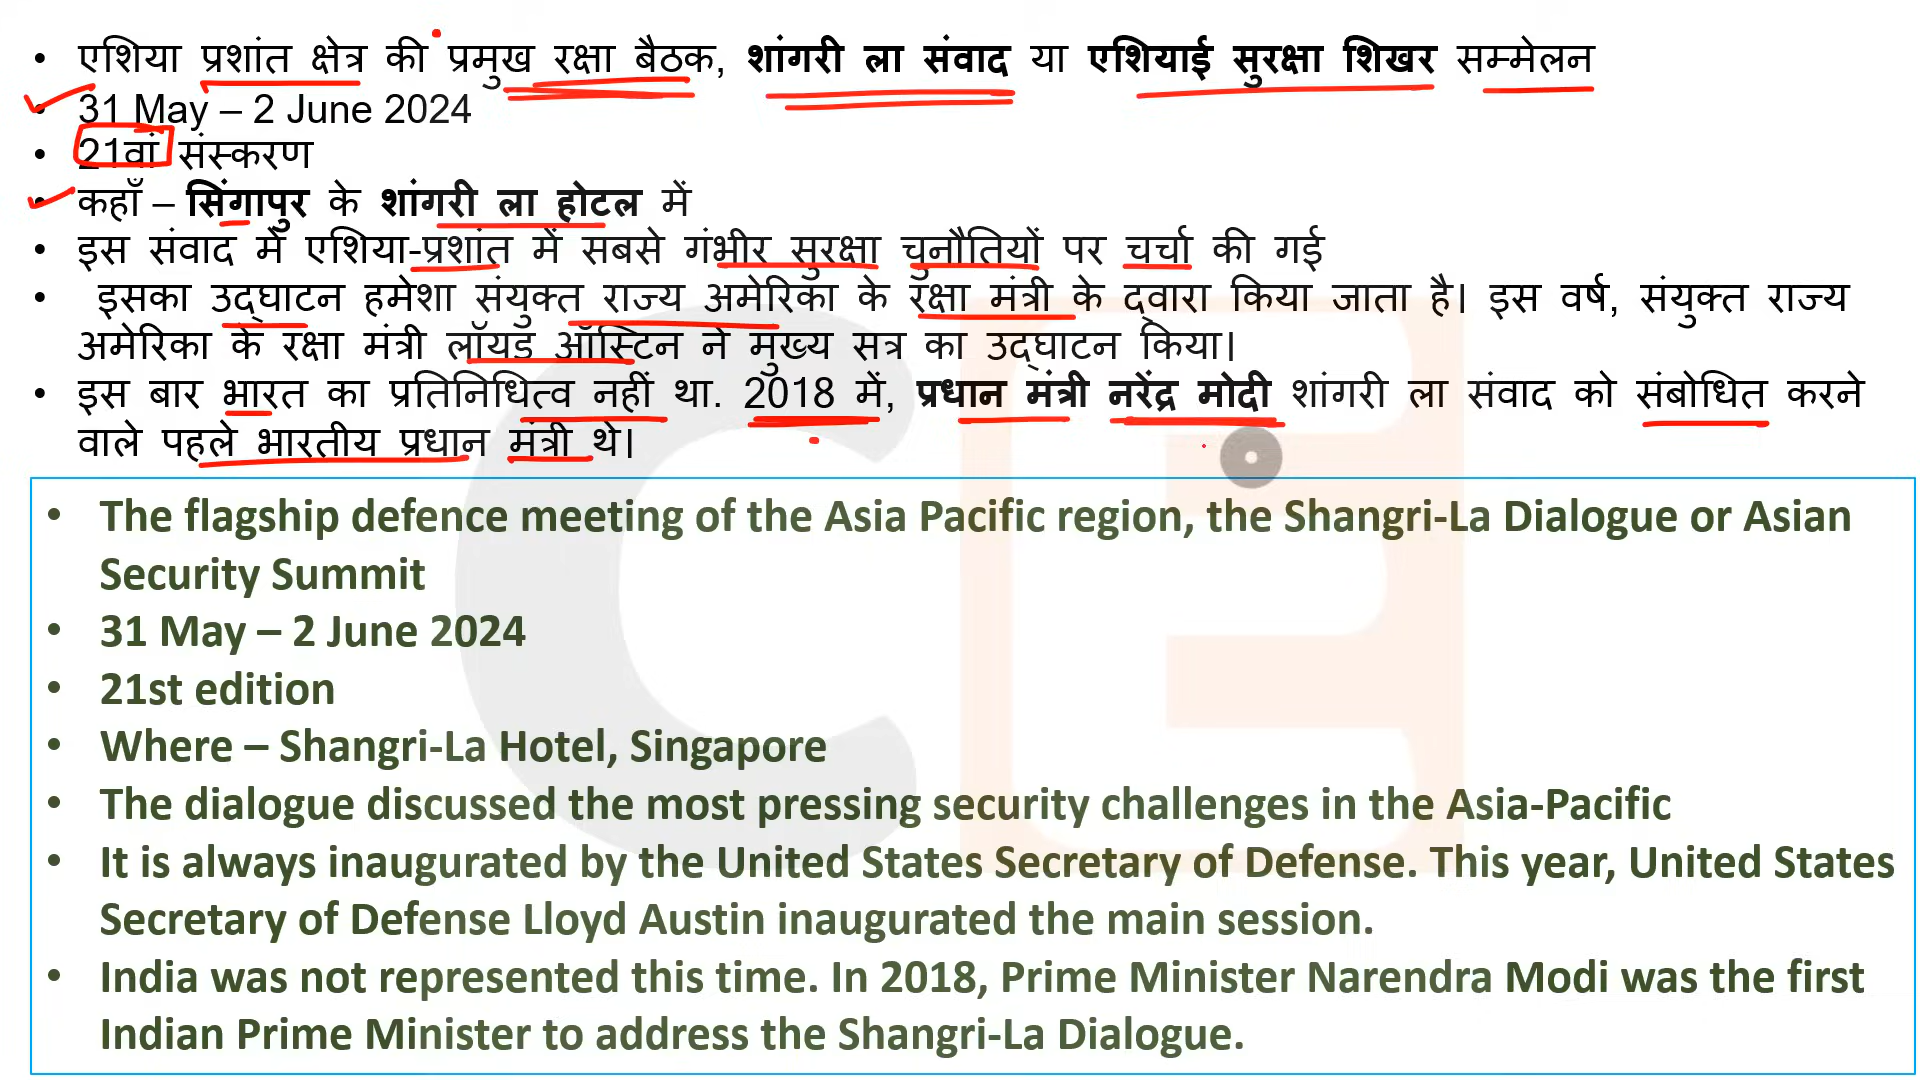 • एशिया प्रशांत क्षेत्र की प्रमुख रक्षा बैठक, शांगरी ला संवाद या एशियाई सुरक्षा शिखर सम्मेलन
• 31 May – 2 June 2024
• 21वां संस्करण
• कहाँ – सिंगापुर के शांगरी ला होटल में
• इस संवाद में एशिया-प्रशांत में सबसे गंभीर सुरक्षा चुनौतियों पर चर्चा की गई
• इसका उद्घाटन हमेशा संयुक्त राज्य अमेरिका के रक्षा मंत्री के द्वारा किया जाता है। इस वर्ष, संयुक्त राज्य
अमेरिका के रक्षा मंत्री लॉयड ऑस्टिन ने मुख्य सत्र का उद्घाटन किया।
• इस बार भारत का प्रतिनिधित्व नहीं था. 2018 में, प्रधान मंत्री नरेंद्र मोदी शांगरी ला संवाद को संबोधित करने
वाले पहले भारतीय प्रधान मंत्री थे।
• The flagship defence meeting of the Asia Pacific region, the Shangri-La Dialogue or Asian
Security Summit
• 31 May – 2 June 2024
• 21st edition
• Where – Shangri-La Hotel, Singapore
• The dialogue discussed the most pressing security challenges in the Asia-Pacific
• It is always inaugurated by the United States Secretary of Defense. This year, United States
Secretary of Defense Lloyd Austin inaugurated the main session.
• India was not represented this time. In 2018, Prime Minister Narendra Modi was the first
Indian Prime Minister to address the Shangri-La Dialogue.